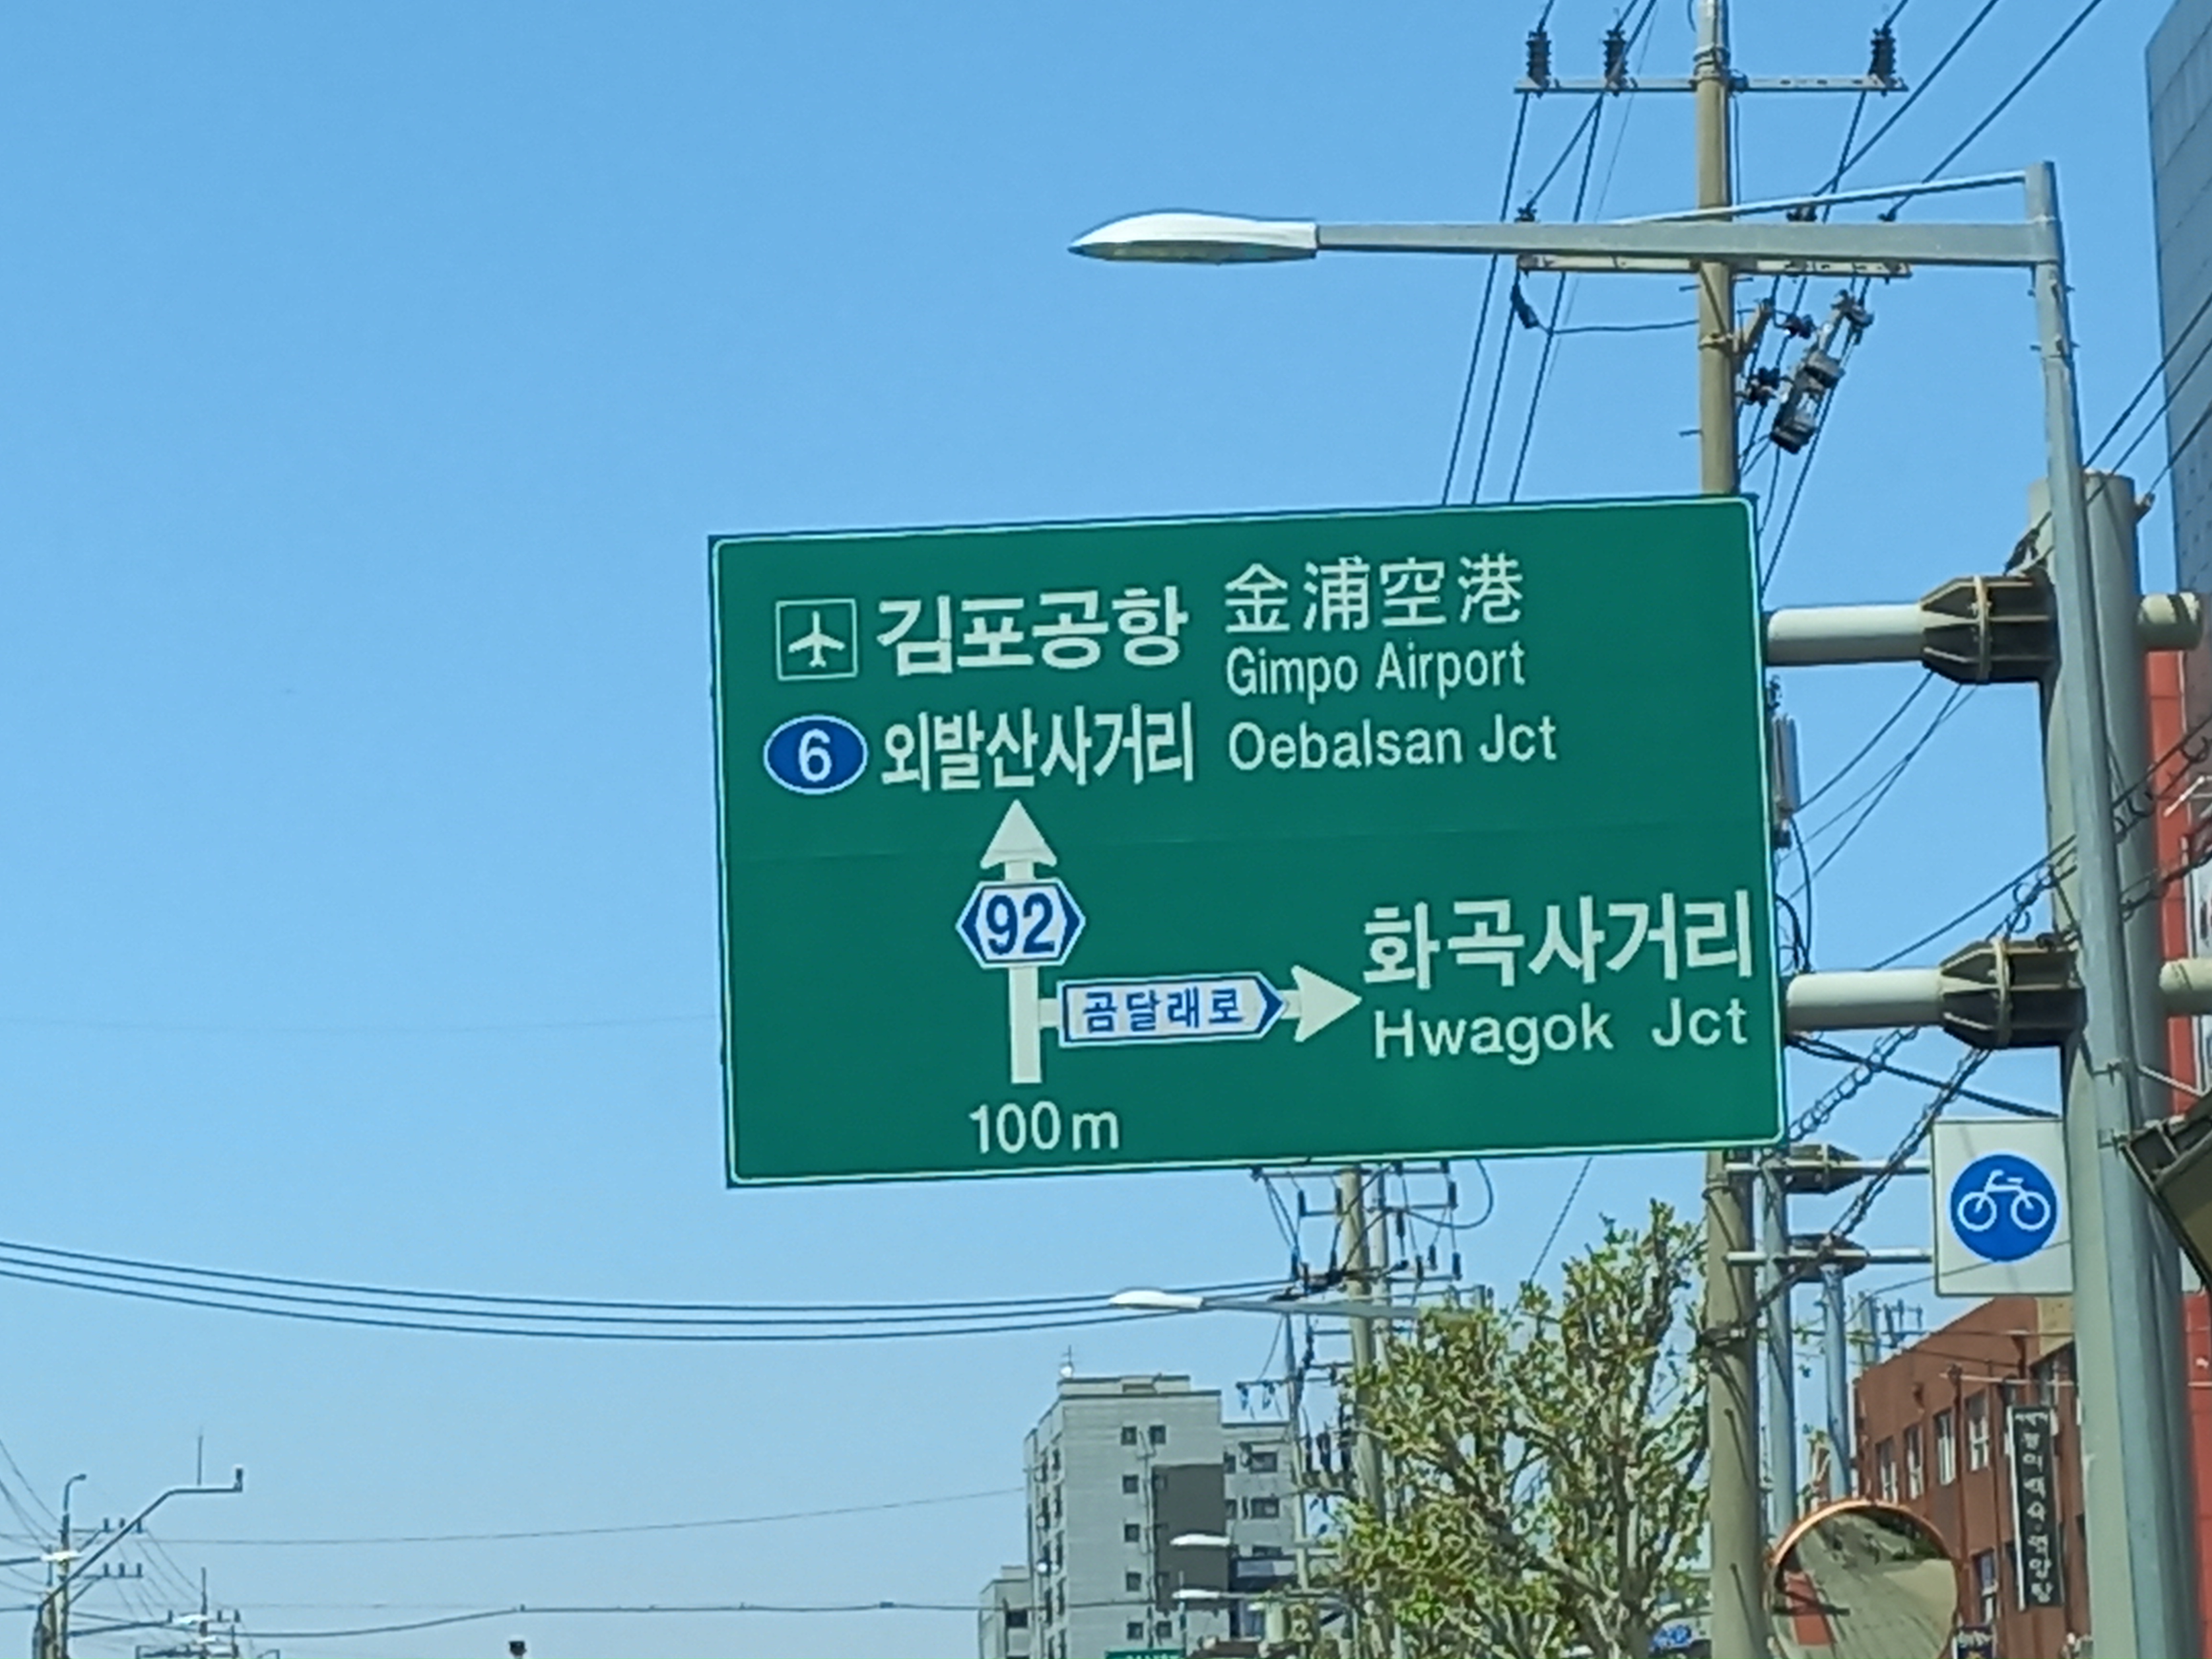 김포공항 金浦空港
Gimpo Airport
6 외발산사거리 Oebalsan Jct
92
곰달래로 화곡사거리
Hwagok Jct
100m